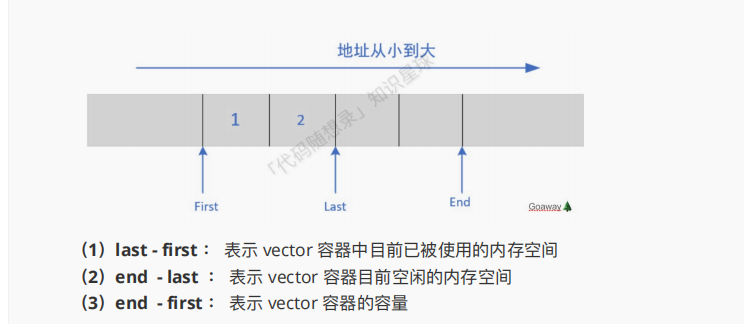 地址从小到大
1 2
「代码随想录」知识星球
First Last End
Goaway
（1）last - first： 表示 vector 容器中目前已被使用的内存空间
（2）end - last ： 表示 vector 容器目前空闲的内存空间
（3）end - first： 表示 vector 容器的容量